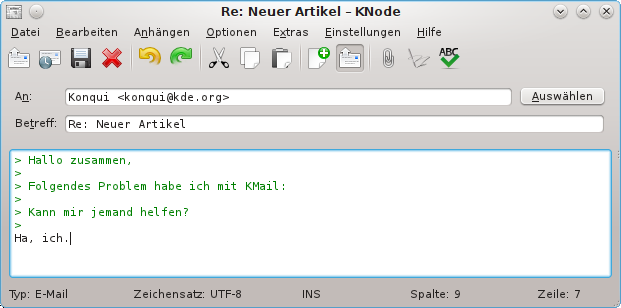 Re: Neuer Artikel – KNode
Datei Bearbeiten Anhängen Optionen Extras Einstellungen Hilfe
ABC
An: Konqui <konqui@kde.org> Auswählen
Betreff: Re: Neuer Artikel
> Hallo zusammen,
>
> Folgendes Problem habe ich mit KMail:
>
> Kann mir jemand helfen?
>
Ha, ich.
Typ: E-Mail Zeichensatz: UTF-8 INS Spalte: 9 Zeile: 7